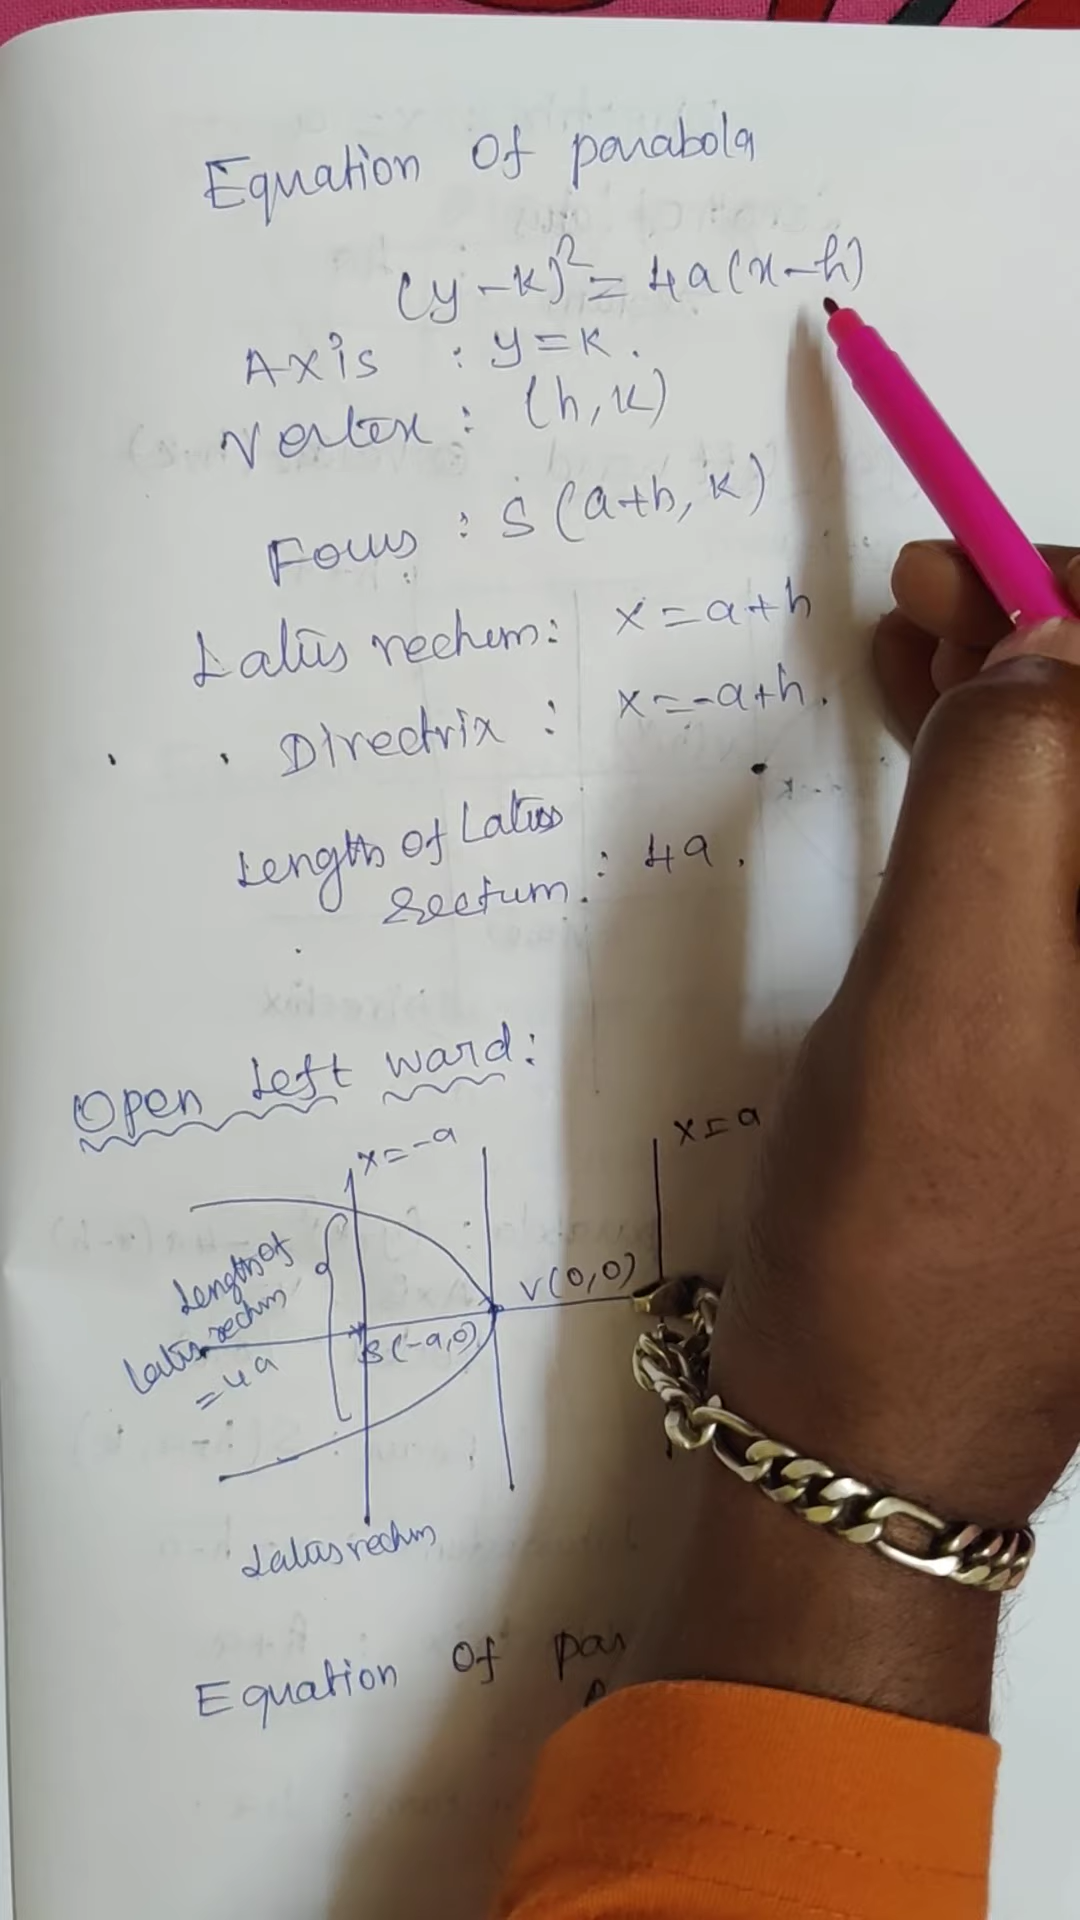 Equation Of parabola
(y-k)² = 4a(x-h)
Axis : y=k.
Vertex : (h, k)
Focus : S(a+h, k)
Latus rectum: x=a+h
Directrix : x=-a+h.
Length of Latus
rectum : 4a.
Open Left ward:
x=-a
x=a
Length of
Latus rectum
=4a
V(0,0)
S(-a,0)
Latus rectum
Equation Of par